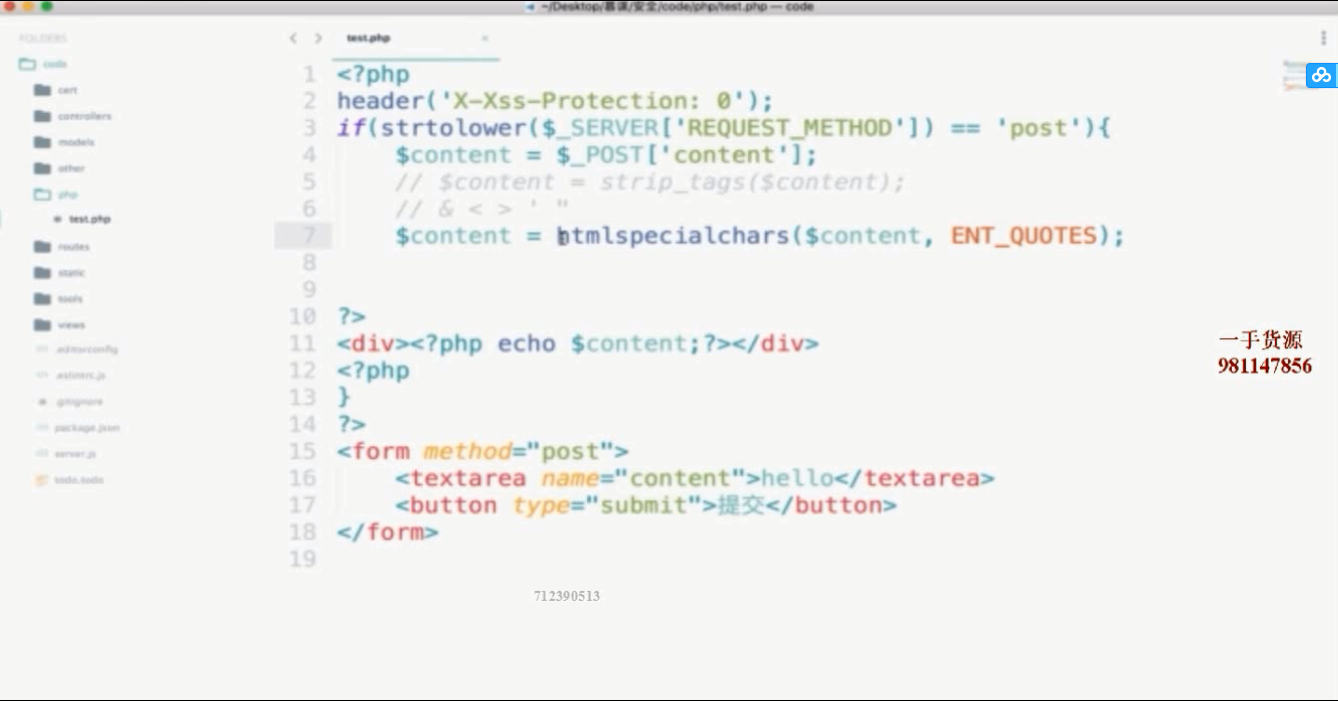 ~/Desktop/慕课/安全/code/php/test.php — code
FOLDERS
code
cert
controllers
models
other
php
test.php
routes
static
tools
views
.editorconfig
.eslintrc.js
.gitignore
package.json
server.js
todo.todo
test.php
1 <?php
2 header('X-Xss-Protection: 0');
3 if(strtolower($_SERVER['REQUEST_METHOD']) == 'post'){
4 $content = $_POST['content'];
5 // $content = strip_tags($content);
6 // & < > ' "
7 $content = htmlspecialchars($content, ENT_QUOTES);
8
9
10 ?>
11 <div><?php echo $content;?></div>
12 <?php
13 }
14 ?>
15 <form method="post">
16 <textarea name="content">hello</textarea>
17 <button type="submit">提交</button>
18 </form>
19
一手货源
981147856
712390513